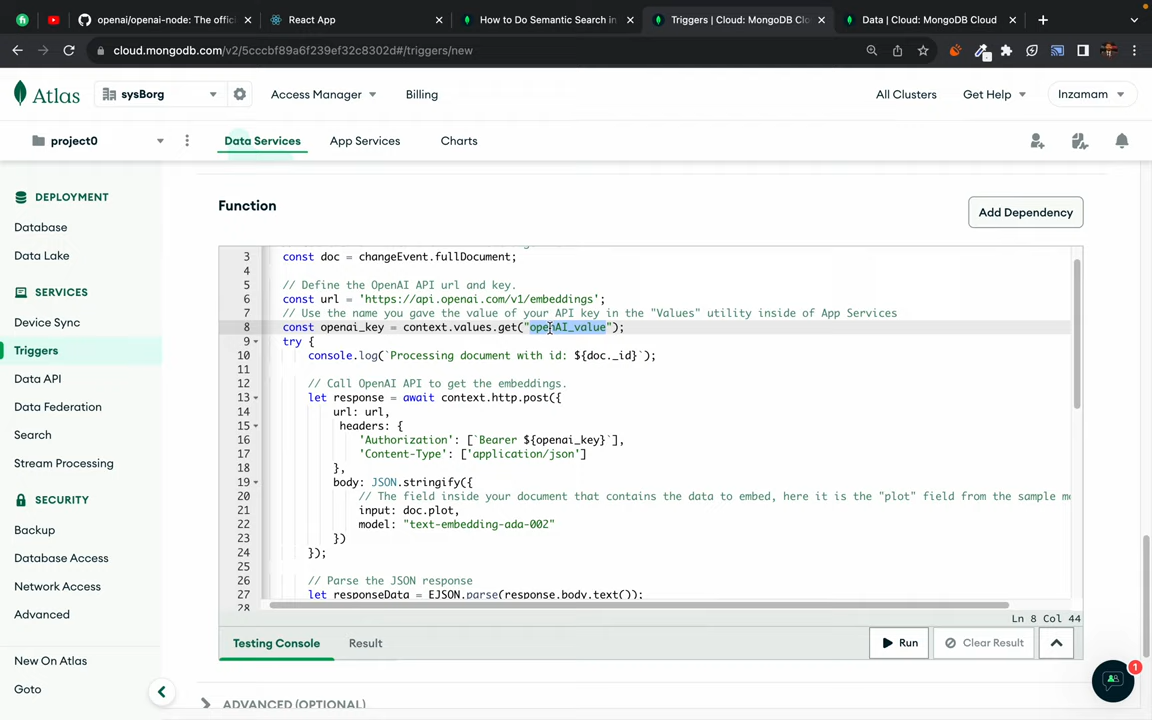 openai/openai-node: The offici
React App
How to Do Semantic Search in
Triggers | Cloud: MongoDB Clo
Data | Cloud: MongoDB Cloud
cloud.mongodb.com/v2/5cccbf89a6f239ef32c8302d#/triggers/new
Atlas
sysBorg
Access Manager
Billing
All Clusters
Get Help
Inzamam
project0
Data Services
App Services
Charts
DEPLOYMENT
Database
Data Lake
SERVICES
Device Sync
Triggers
Data API
Data Federation
Search
Stream Processing
SECURITY
Backup
Database Access
Network Access
Advanced
New On Atlas
Goto
Function
Add Dependency
3 const doc = changeEvent.fullDocument;
4
5 // Define the OpenAI API url and key.
6 const url = 'https://api.openai.com/v1/embeddings';
7 // Use the name you gave the value of your API key in the "Values" utility inside of App Services
8 const openai_key = context.values.get("openAI_value");
9 try {
10 console.log(`Processing document with id: ${doc._id}`);
11
12 // Call OpenAI API to get the embeddings.
13 let response = await context.http.post({
14 url: url,
15 headers: {
16 'Authorization': [`Bearer ${openai_key}`],
17 'Content-Type': ['application/json']
18 },
19 body: JSON.stringify({
20 // The field inside your document that contains the data to embed, here it is the "plot" field from the sample
21 input: doc.plot,
22 model: "text-embedding-ada-002"
23 })
24 });
25
26 // Parse the JSON response
27 let responseData = EJSON.parse(response.body.text());
28
Ln 8 Col 44
Testing Console
Result
Run
Clear Result
ADVANCED (OPTIONAL)
1